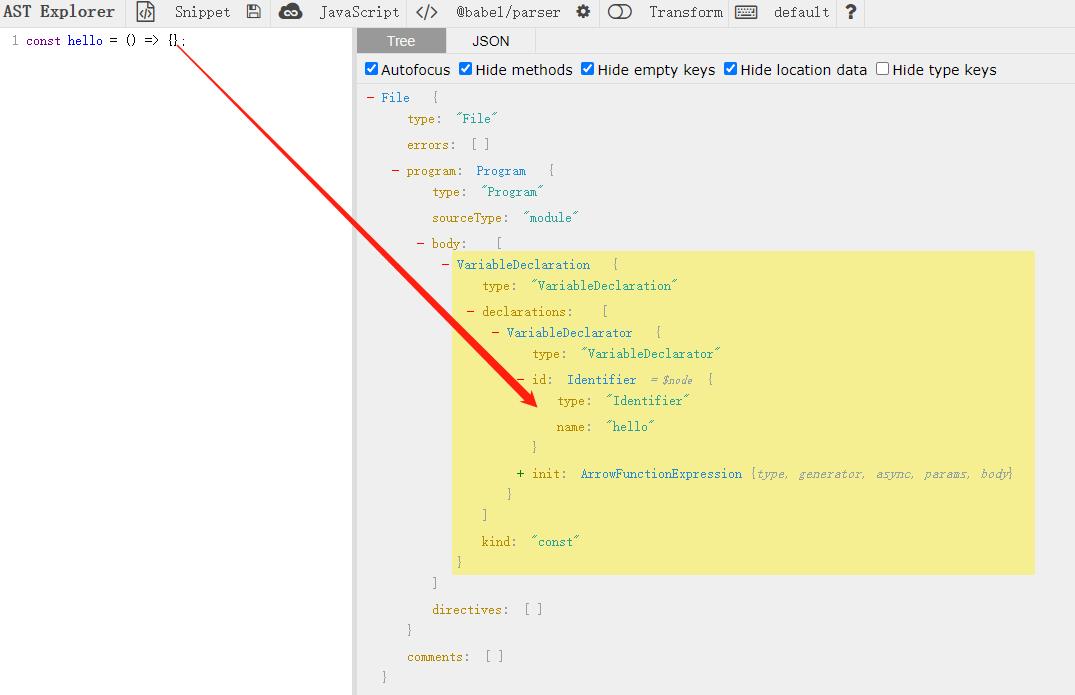 AST Explorer </> Snippet JavaScript </> @babel/parser Transform default ?
1 const hello = () => {};
Tree JSON
Autofocus Hide methods Hide empty keys Hide location data Hide type keys
− File {
type: "File"
errors: [ ]
− program: Program {
type: "Program"
sourceType: "module"
− body: [
− VariableDeclaration {
type: "VariableDeclaration"
− declarations: [
− VariableDeclarator {
type: "VariableDeclarator"
− id: Identifier = $node {
type: "Identifier"
name: "hello"
}
+ init: ArrowFunctionExpression {type, generator, async, params, body}
}
]
kind: "const"
}
]
directives: [ ]
}
comments: [ ]
}